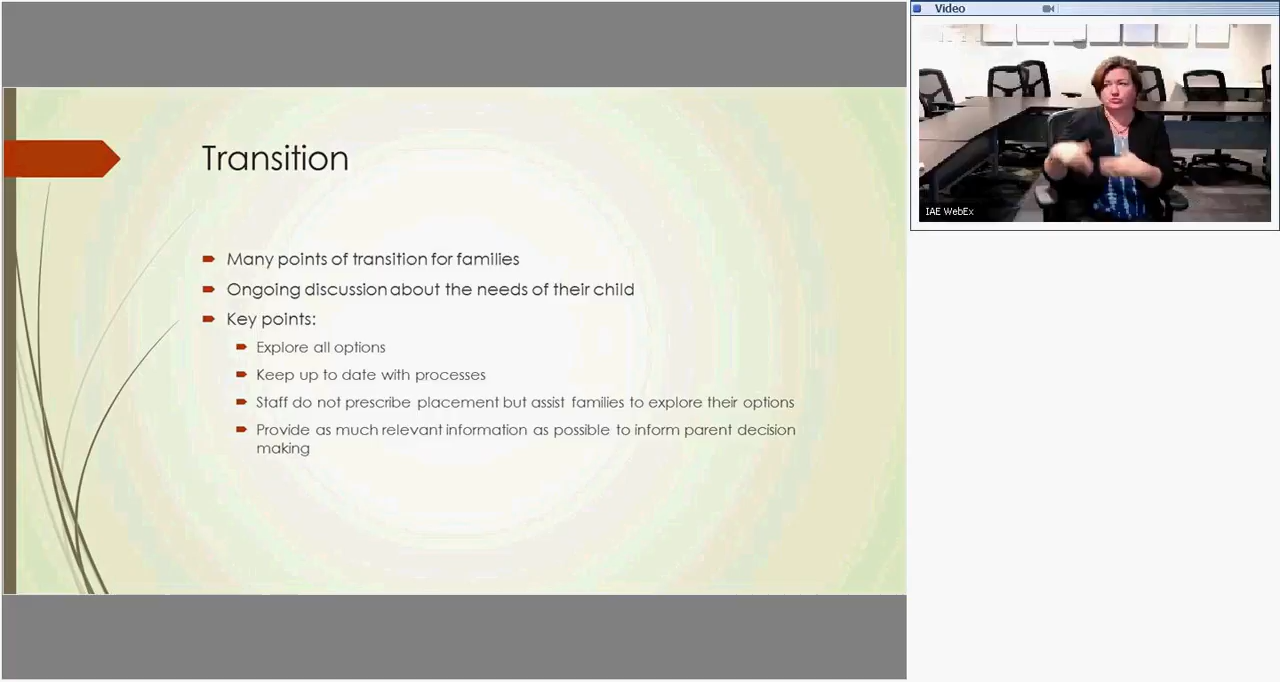 Video
IAE WebEx
Transition
Many points of transition for families
Ongoing discussion about the needs of their child
Key points:
Explore all options
Keep up to date with processes
Staff do not prescribe placement but assist families to explore their options
Provide as much relevant information as possible to inform parent decision
making